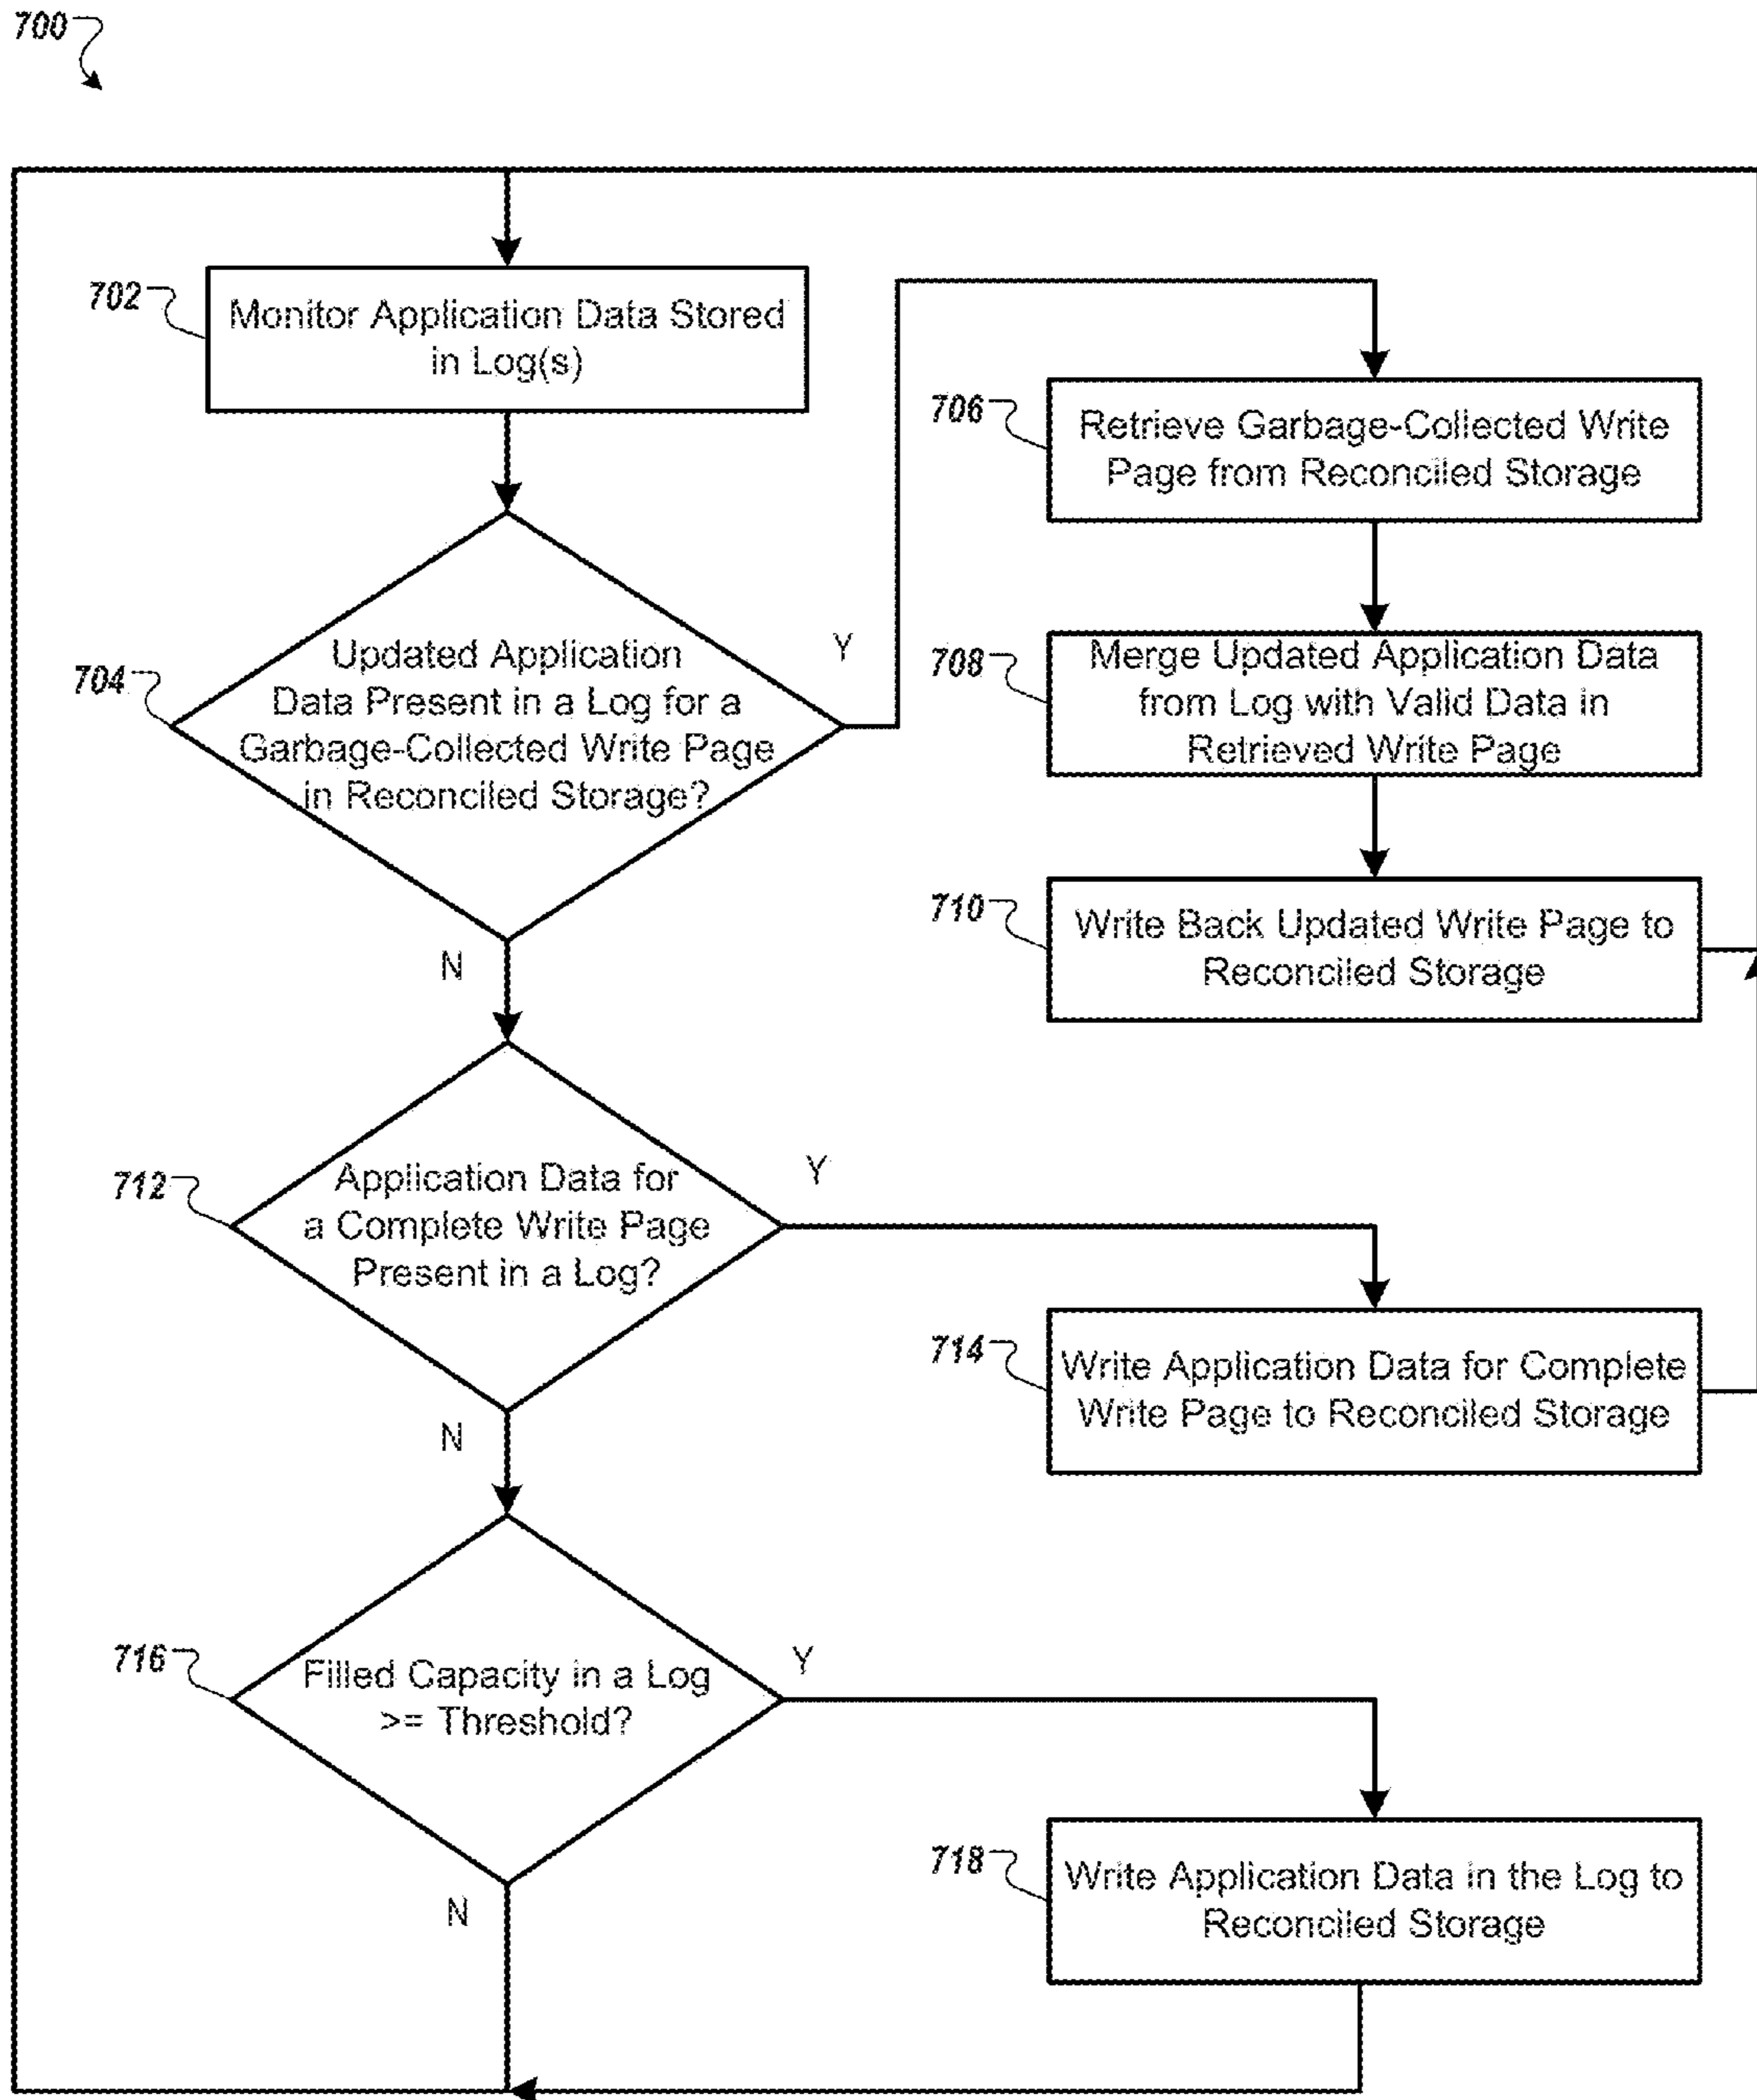 700
702
Monitor Application Data Stored
in Log(s)
704
Updated Application
Data Present in a Log for a
Garbage-Collected Write Page
in Reconciled Storage?
Y
N
706
Retrieve Garbage-Collected Write
Page from Reconciled Storage
708
Merge Updated Application Data
from Log with Valid Data in
Retrieved Write Page
710
Write Back Updated Write Page to
Reconciled Storage
712
Application Data for
a Complete Write Page
Present in a Log?
Y
N
714
Write Application Data for Complete
Write Page to Reconciled Storage
716
Filled Capacity in a Log
>= Threshold?
Y
N
718
Write Application Data in the Log to
Reconciled Storage